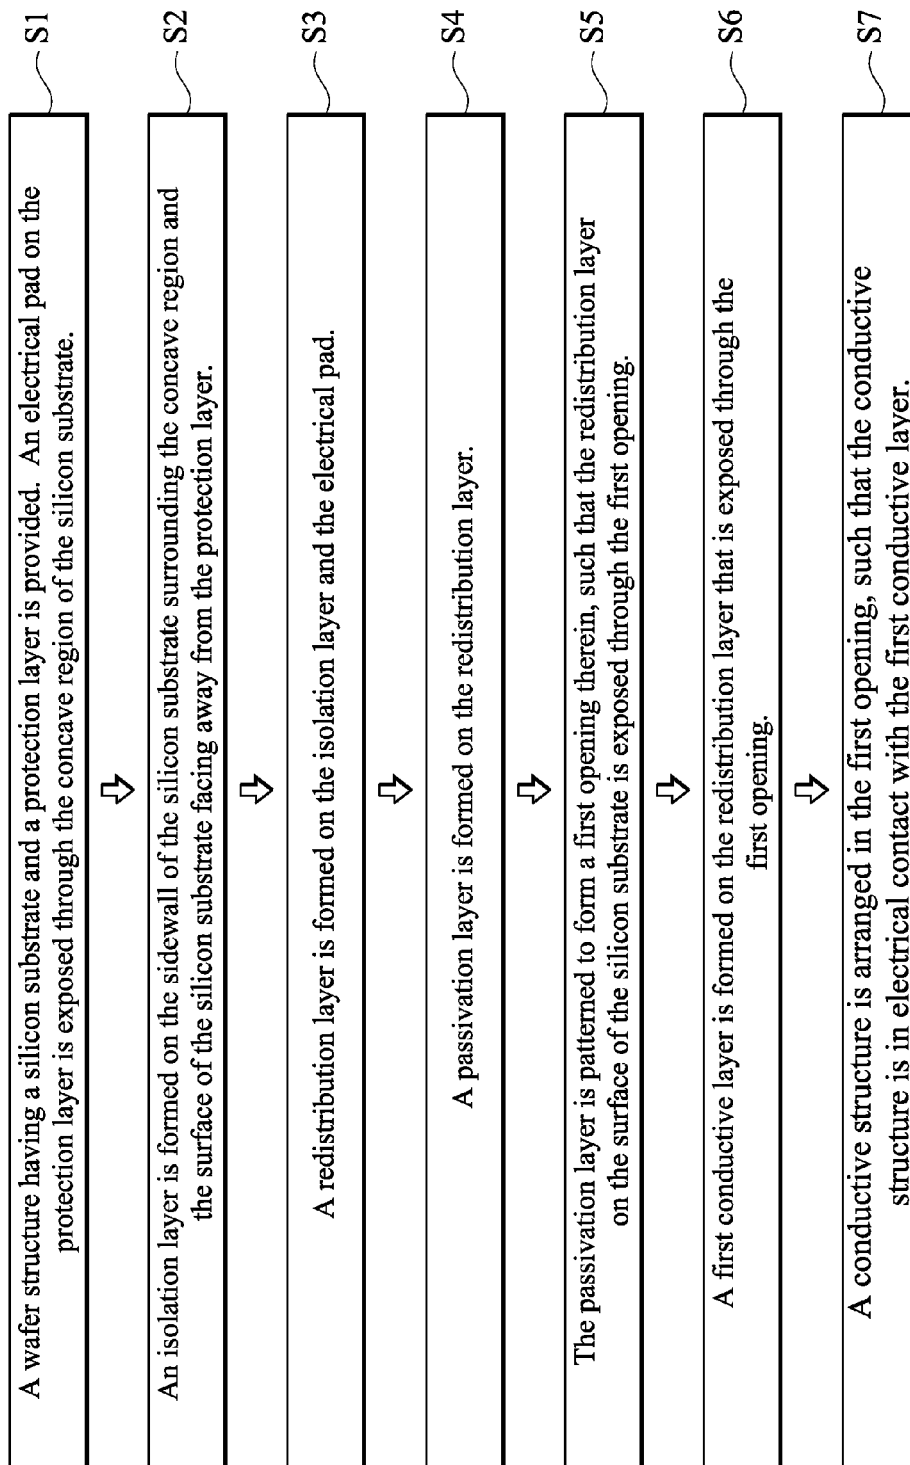 A wafer structure having a silicon substrate and a protection layer is provided. An electrical pad on the
protection layer is exposed through the concave region of the silicon substrate.
S1
An isolation layer is formed on the sidewall of the silicon substrate surrounding the concave region and
the surface of the silicon substrate facing away from the protection layer.
S2
A redistribution layer is formed on the isolation layer and the electrical pad.
S3
A passivation layer is formed on the redistribution layer.
S4
The passivation layer is patterned to form a first opening therein, such that the redistribution layer
on the surface of the silicon substrate is exposed through the first opening.
S5
A first conductive layer is formed on the redistribution layer that is exposed through the
first opening.
S6
A conductive structure is arranged in the first opening, such that the conductive
structure is in electrical contact with the first conductive layer.
S7